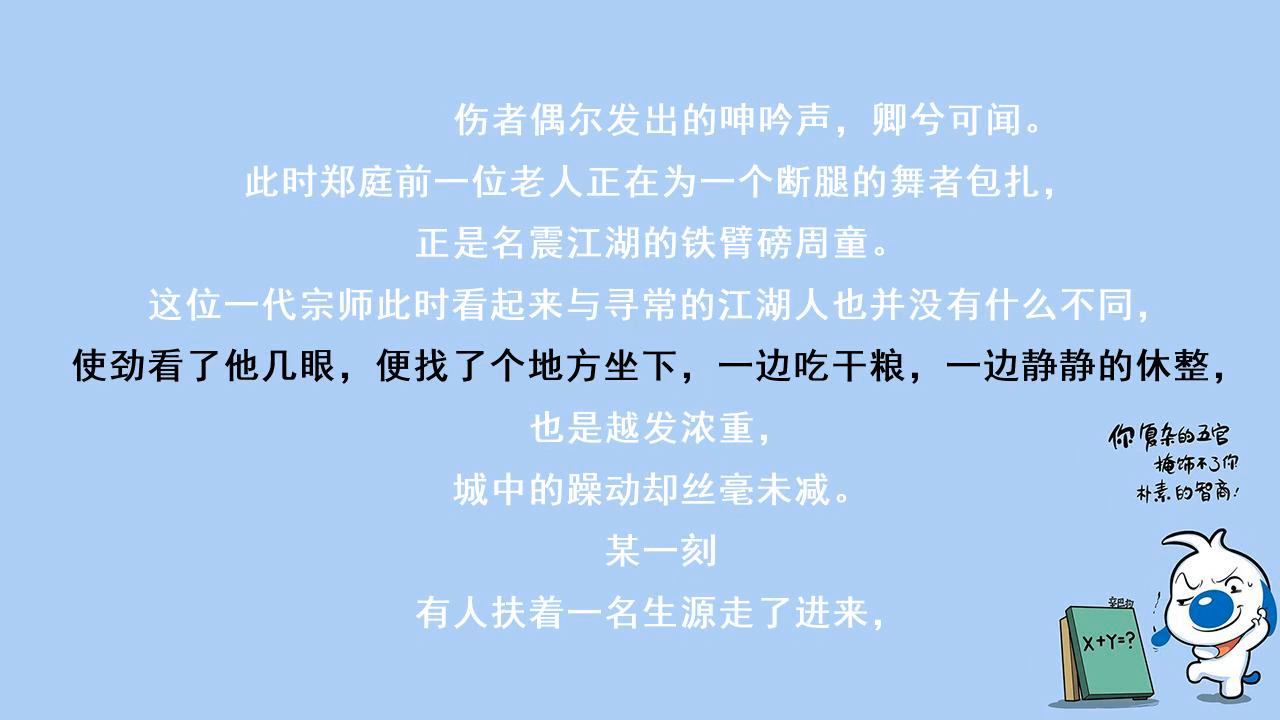 伤者偶尔发出的呻吟声，卿兮可闻。
此时郑庭前一位老人正在为一个断腿的舞者包扎，
正是名震江湖的铁臂磅周童。
这位一代宗师此时看起来与寻常的江湖人也并没有什么不同，
使劲看了他几眼，便找了个地方坐下，一边吃干粮，一边静静的休整，
也是越发浓重，
城中的躁动却丝毫未减。
某一刻
有人扶着一名生源走了进来，
你复杂的五官
掩饰不了你
朴素的智商！
X+Y=?